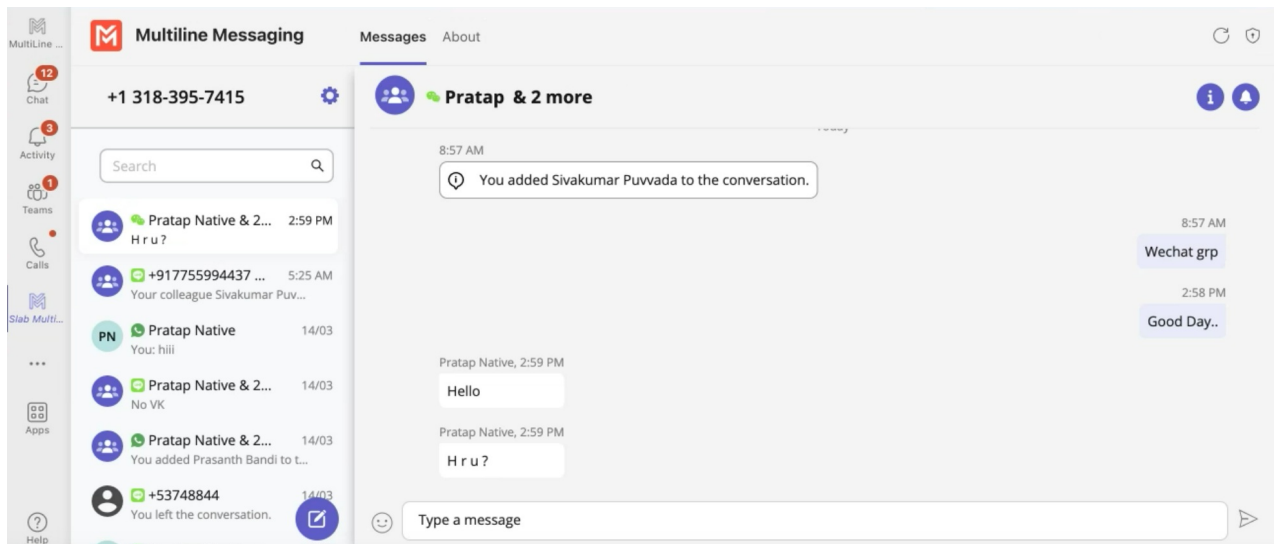 MultiLine ...
12
Chat
3
Activity
1
Teams
Calls
Slab Multi...
Apps
Help
Multiline Messaging
Messages About
+1 318-395-7415
Search
Pratap Native & 2... 2:59 PM
H r u ?
+917755994437 ... 5:25 AM
Your colleague Sivakumar Puv...
PN
Pratap Native 14/03
You: hiii
Pratap Native & 2... 14/03
No VK
Pratap Native & 2... 14/03
You added Prasanth Bandi to t...
+53748844 14/03
You left the conversation.
Pratap & 2 more
Today
8:57 AM
You added Sivakumar Puvvada to the conversation.
8:57 AM
Wechat grp
2:58 PM
Good Day..
Pratap Native, 2:59 PM
Hello
Pratap Native, 2:59 PM
H r u ?
Type a message